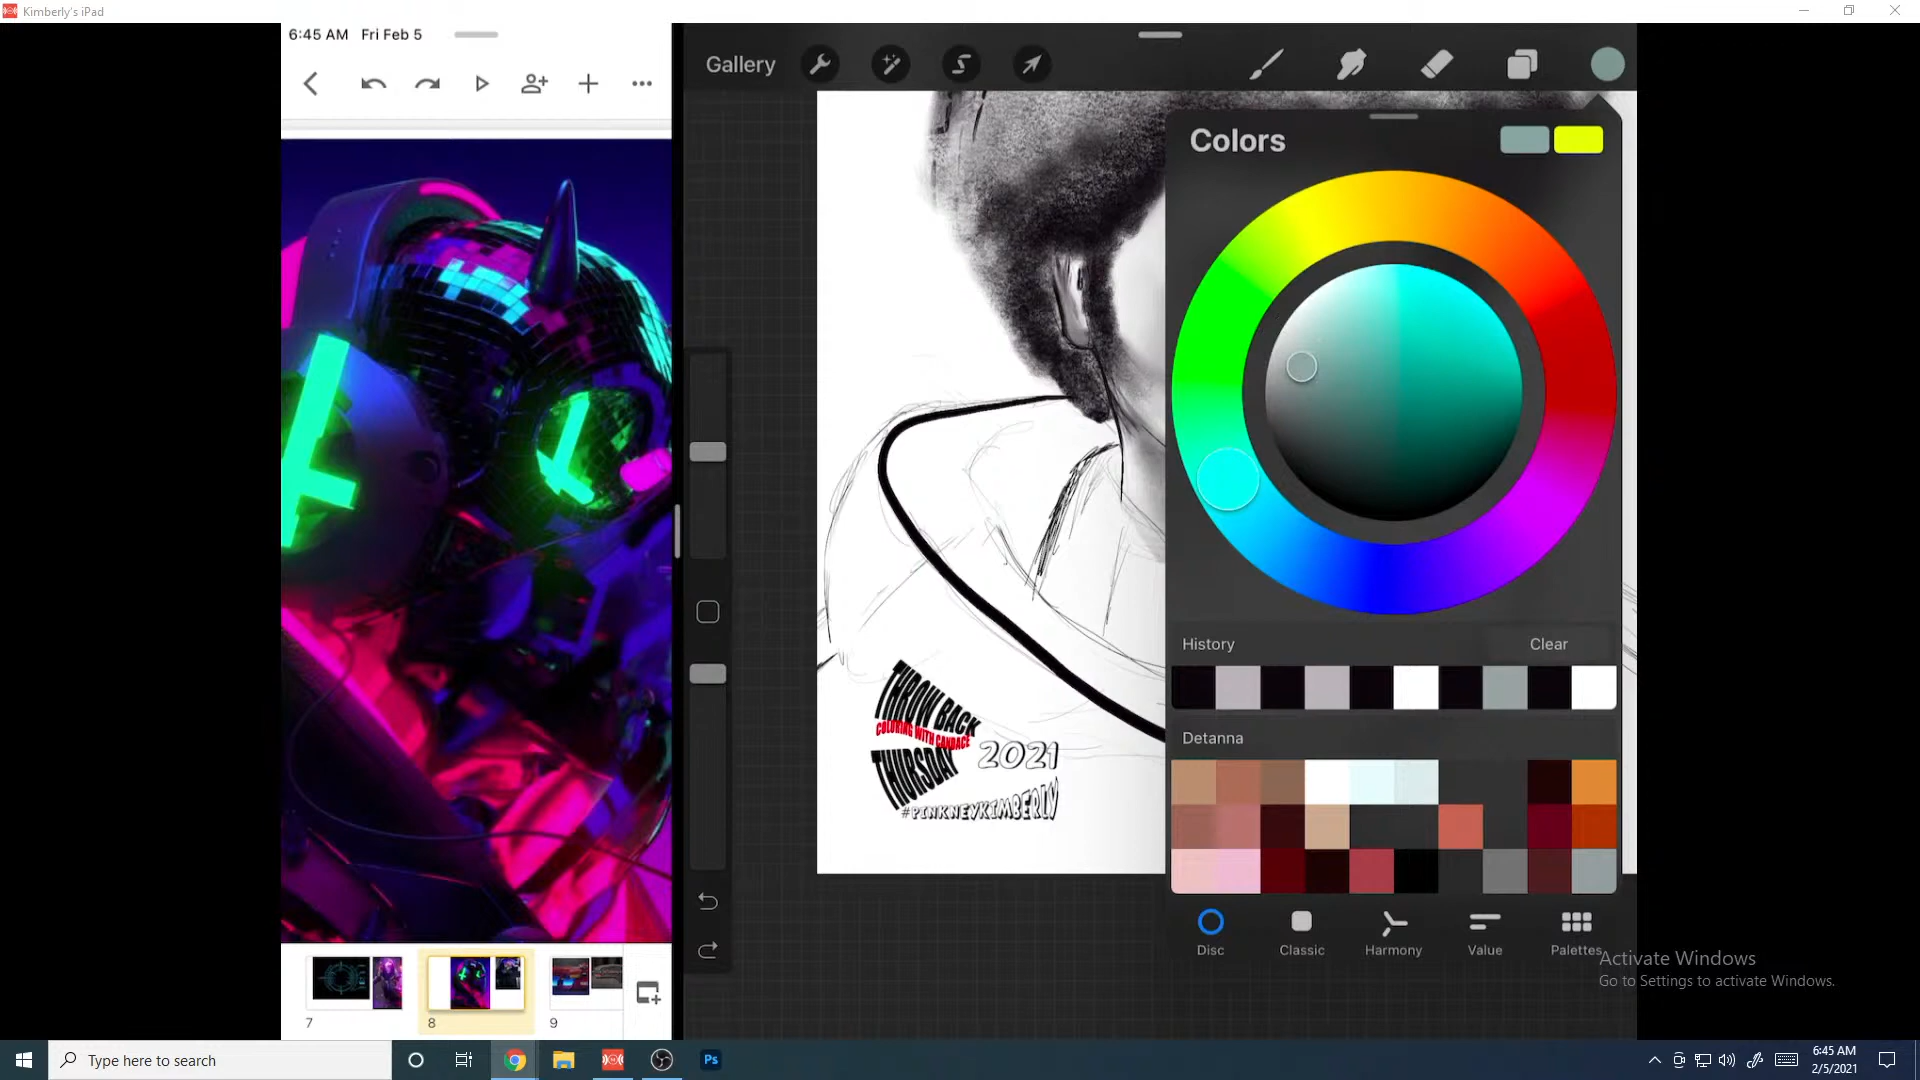 Kimberly's iPad
6:45 AM Fri Feb 5
Gallery
Colors
History
Clear
Detanna
Disc
Classic
Harmony
Value
Palettes
THROW BACK
COLORING WITH CANDACE
THURSDAY
2021
#PINKNEYKIMBERLY
7
8
9
Activate Windows
Go to Settings to activate Windows.
Type here to search
Ps
6:45 AM
2/5/2021